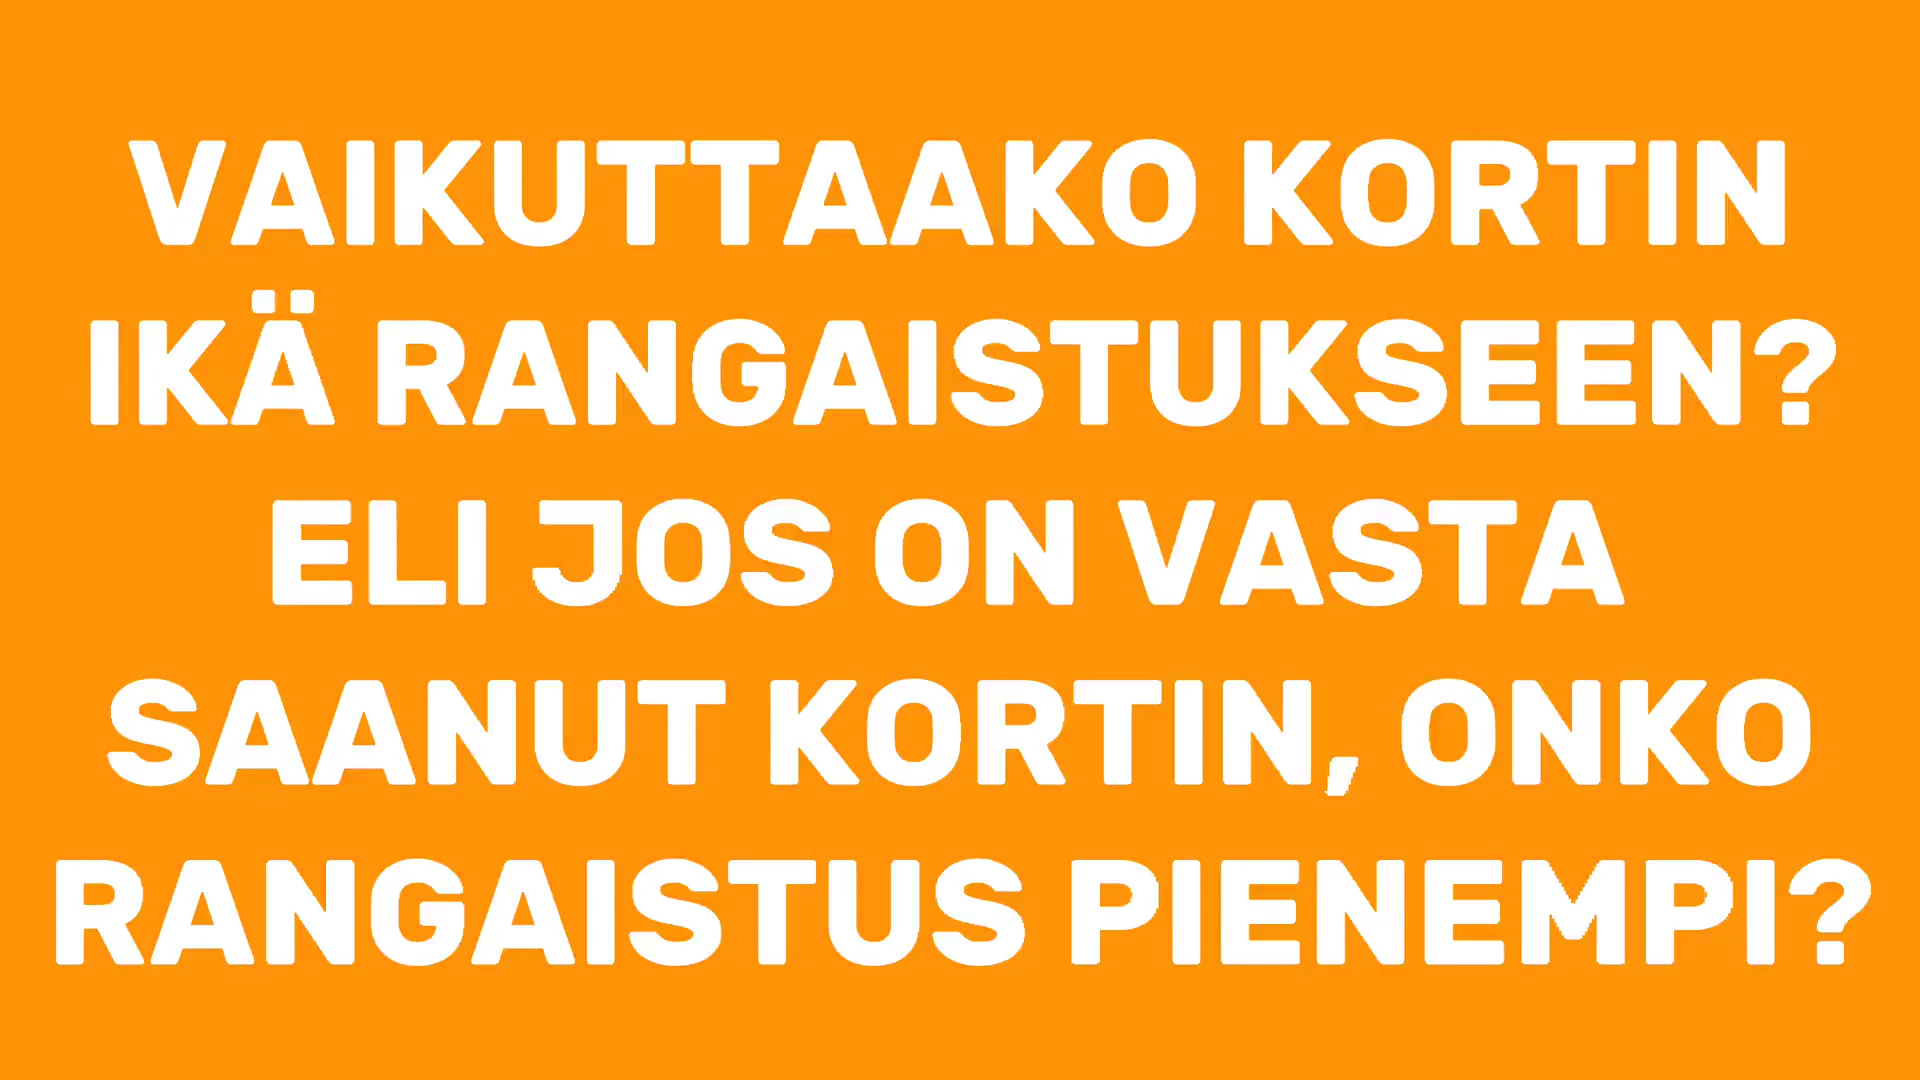 VAIKUTTAAKO KORTIN
IKÄ RANGAISTUKSEEN?
ELI JOS ON VASTA
SAANUT KORTIN, ONKO
RANGAISTUS PIENEMPI?